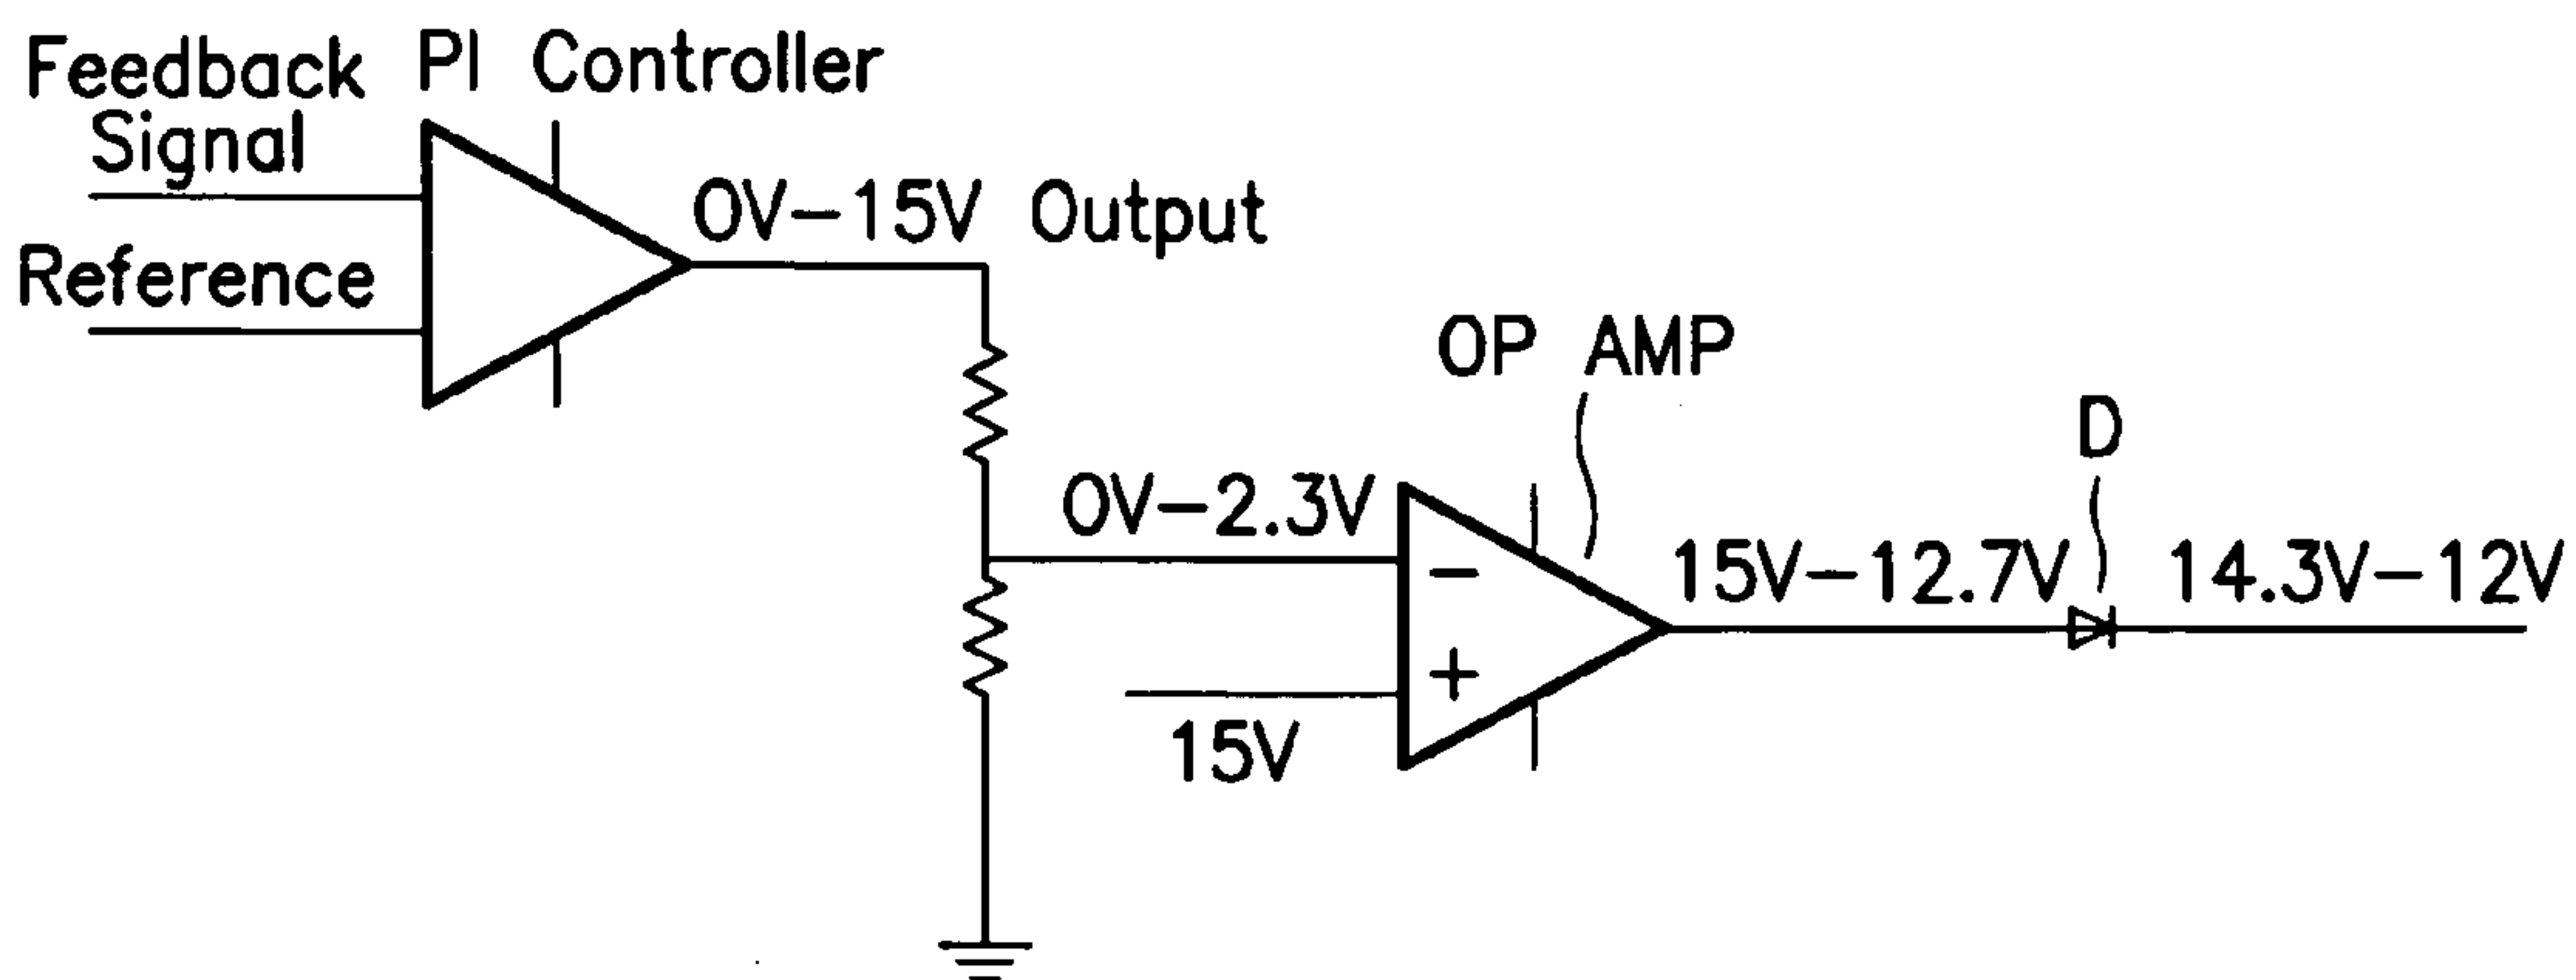 Feedback
Signal
PI Controller
Reference
0V-15V Output
OP AMP
D
0V-2.3V
-
+
15V
15V-12.7V
14.3V-12V